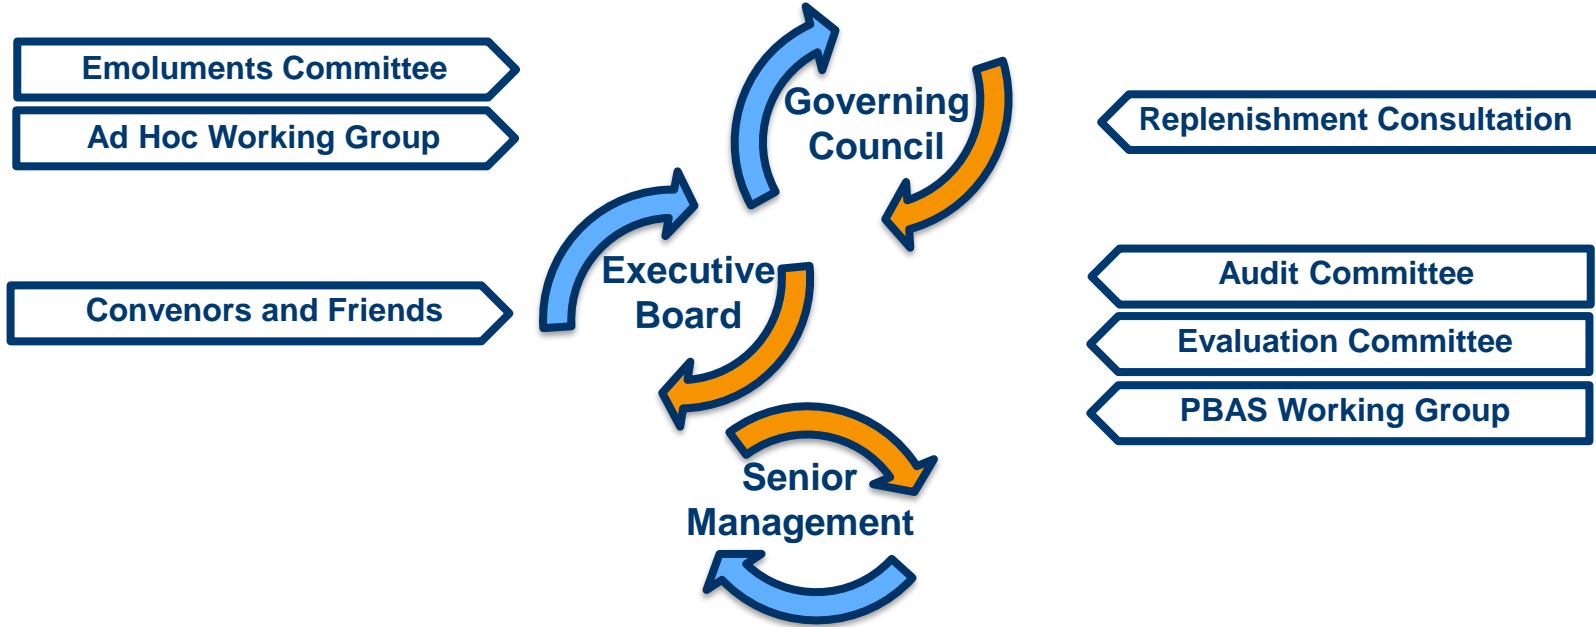 Emoluments Committee
Ad Hoc Working Group
Governing
Council
Replenishment Consultation
Convenors and Friends
Executive
Board
Audit Committee
Evaluation Committee
PBAS Working Group
Senior
Management